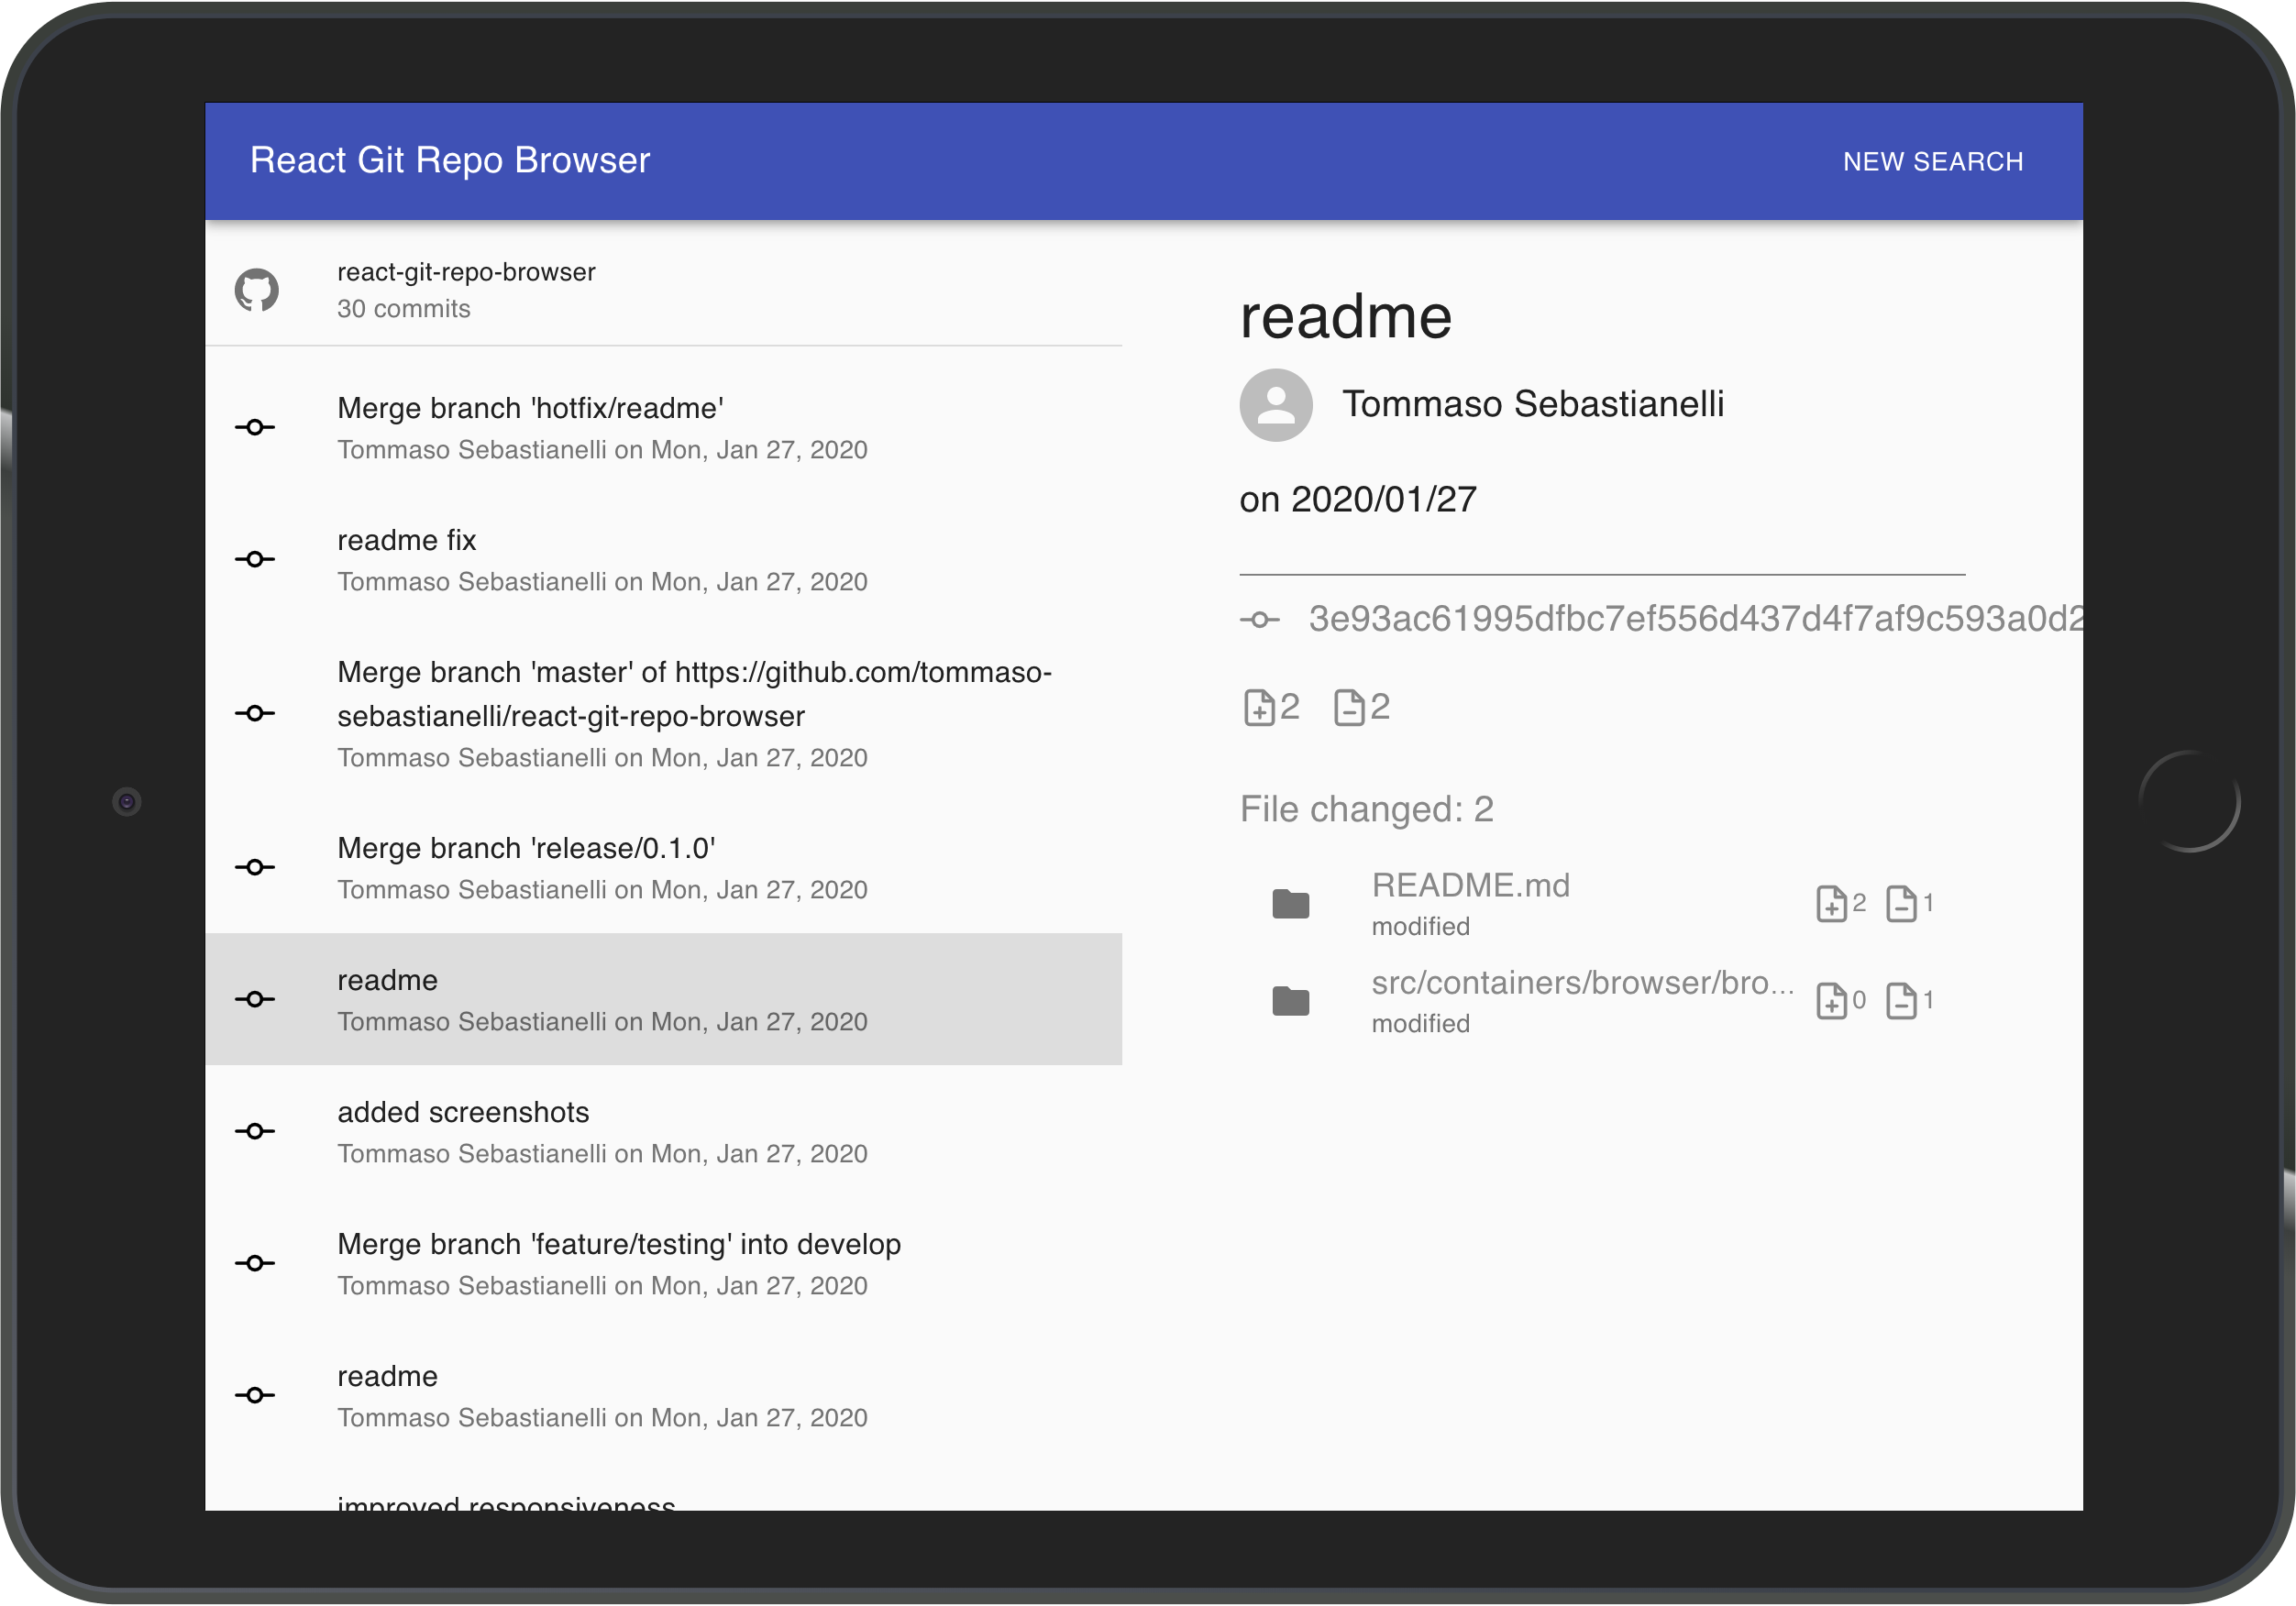 React Git Repo Browser
NEW SEARCH
react-git-repo-browser
30 commits
Merge branch 'hotfix/readme'
Tommaso Sebastianelli on Mon, Jan 27, 2020
readme fix
Tommaso Sebastianelli on Mon, Jan 27, 2020
Merge branch 'master' of https://github.com/tommaso-
sebastianelli/react-git-repo-browser
Tommaso Sebastianelli on Mon, Jan 27, 2020
Merge branch 'release/0.1.0'
Tommaso Sebastianelli on Mon, Jan 27, 2020
readme
Tommaso Sebastianelli on Mon, Jan 27, 2020
added screenshots
Tommaso Sebastianelli on Mon, Jan 27, 2020
Merge branch 'feature/testing' into develop
Tommaso Sebastianelli on Mon, Jan 27, 2020
readme
Tommaso Sebastianelli on Mon, Jan 27, 2020
improved responsiveness
readme
Tommaso Sebastianelli
on 2020/01/27
3e93ac61995dfbc7ef556d437d4f7af9c593a0d2
2 2
File changed: 2
README.md
modified
2 1
src/containers/browser/bro...
modified
0 1